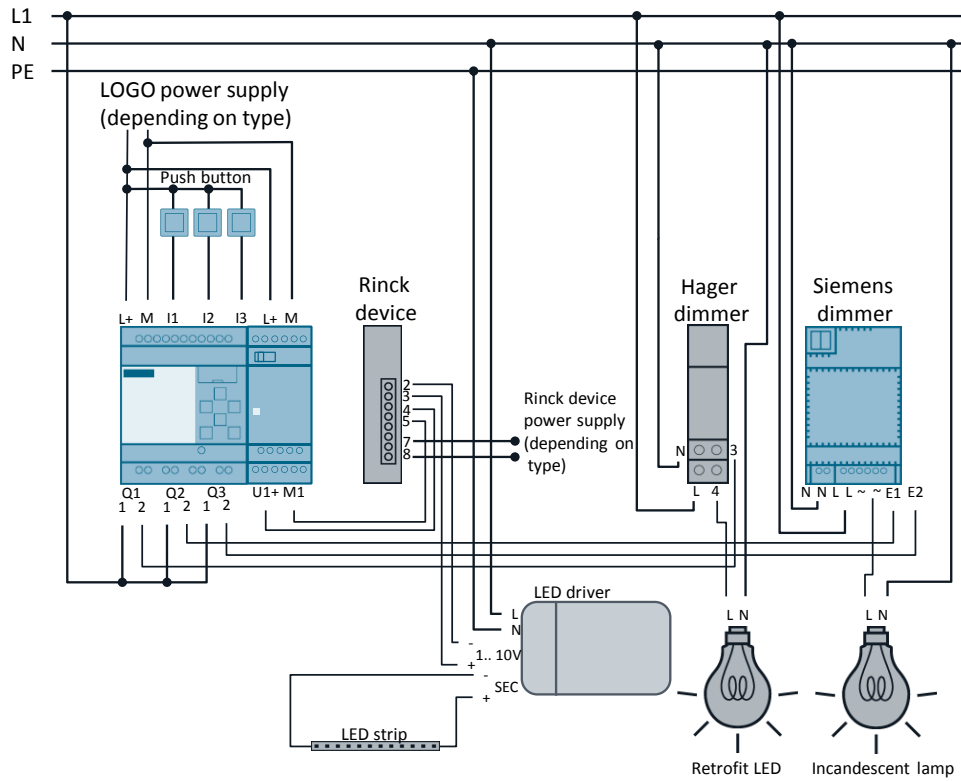 L1
N
PE
LOGO power supply
(depending on type)
Push button
L+ M I1 I2 I3 L+ M
Rinck
device
Hager
dimmer
Siemens
dimmer
2
3
4
5
7
8
Rinck device
power supply
(depending on
type)
N 3
L 4
N N L L ~ ~ E1 E2
Q1 Q2 Q3 U1+ M1
1 2 1 2 1 2
LED driver
L
N
-
1.. 10V
+
-
SEC
+
LED strip
L N
L N
Retrofit LED
Incandescent lamp